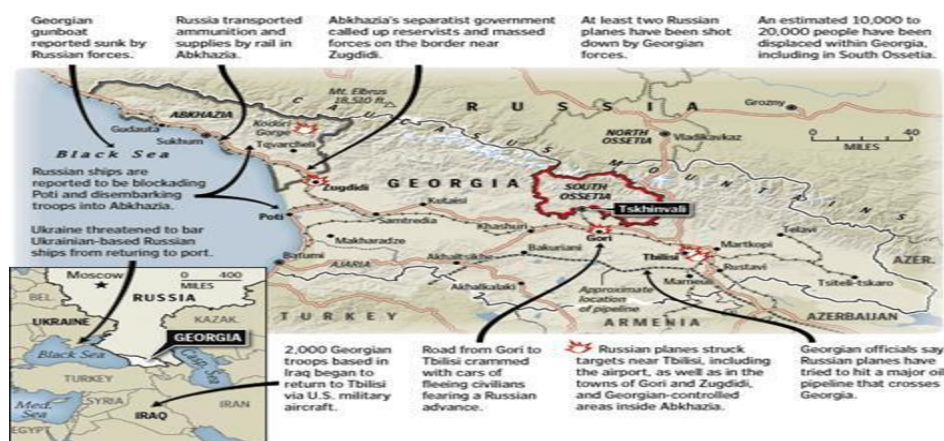 Georgian
gunboat
reported sunk by
Russian forces.
Russia transported
ammunition and
supplies by rail in
Abkhazia.
Abkhazia's separatist government
called up reservists and massed
forces on the border near
Zugdidi.
At least two Russian
planes have been shot
down by Georgian
forces.
An estimated 10,000 to
20,000 people have been
displaced within Georgia,
including in South Ossetia.
Mt. Elbrus
18,510 ft.
RUSSIA
Grozny
ABKHAZIA
Kodori
Gorge
CAUCASUS MOUNTAINS
NORTH
OSSETIA
Vladikavkaz
0 40
MILES
Gudauta
Sukhum
Tqvarcheli
Black Sea
Russian ships are
reported to be blockading
Poti and disembarking
troops into Abkhazia.
Zugdidi
GEORGIA
SOUTH
OSSETIA
Tskhinvali
Poti
Kutaisi
Samtredia
Khashuri
Gori
Telavi
Ukraine threatened to bar
Ukrainian-based Russian
ships from returning to port.
Makharadze
Bakuriani
Tbilisi
Martkopi
AZER.
Batumi
AJARIA
Akhaltsikhe
Marneuli
Rustavi
Tsiteli-tskaro
Akhalkalaki
Approximate
location
of pipeline
TURKEY
ARMENIA
AZERBAIJAN
Moscow
0 400
MILES
RUSSIA
BEL.
UKRAINE
KAZAK.
GEORGIA
Black Sea
Casp. Sea
TURKEY
Med.
Sea
SYRIA
IRAQ
IRAN
EGYPT
2,000 Georgian
troops based in
Iraq began to
return to Tbilisi
via U.S. military
aircraft.
Road from Gori to
Tbilisi crammed
with cars of
fleeing civilians
fearing a Russian
advance.
Russian planes struck
targets near Tbilisi, including
the airport, as well as in the
towns of Gori and Zugdidi,
and Georgian-controlled
areas inside Abkhazia.
Georgian officials say
Russian planes have
tried to hit a major oil
pipeline that crosses
Georgia.